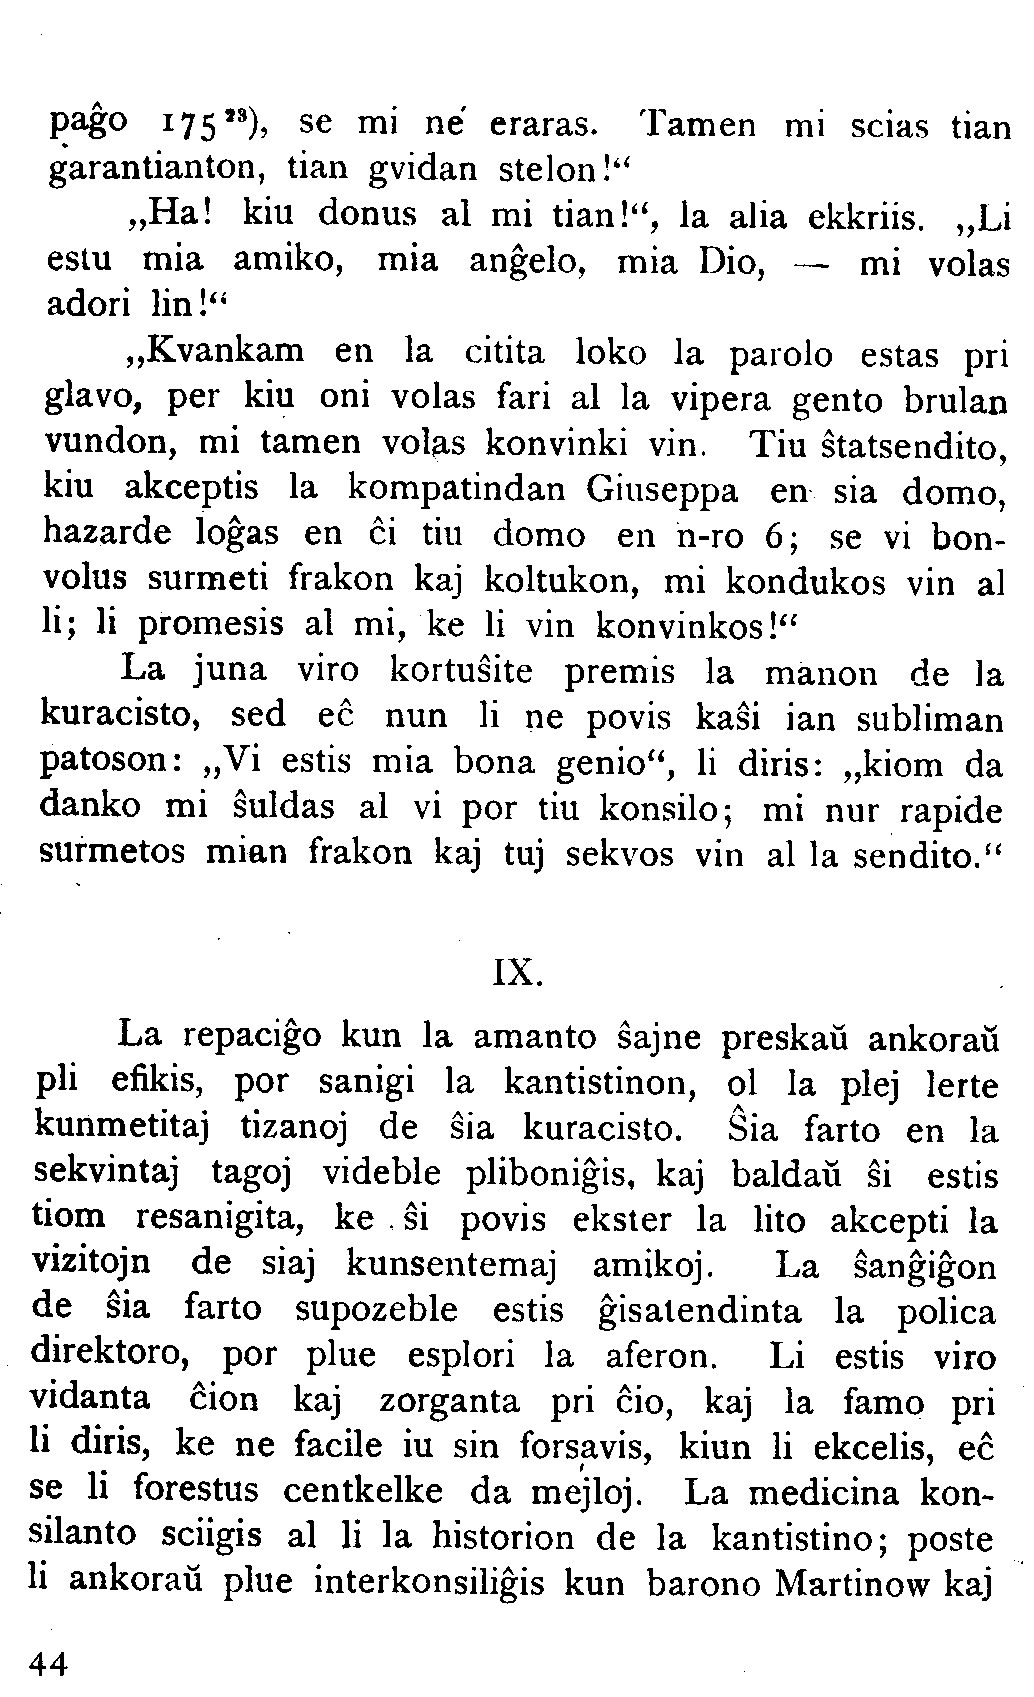 paĝo 175²³), se mi ne eraras. Tamen mi scias tian
garantianton, tian gvidan stelon!“
„Ha! kiu donus al mi tian!“, la alia ekkriis. „Li
estu mia amiko, mia anĝelo, mia Dio, — mi volas
adori lin!“
„Kvankam en la citita loko la parolo estas pri
glavo, per kiu oni volas fari al la vipera gento brulan
vundon, mi tamen volas konvinki vin. Tiu ŝtatsendito,
kiu akceptis la kompatindan Giuseppa en sia domo,
hazarde loĝas en ĉi tiu domo en n-ro 6; se vi bon-
volus surmeti frakon kaj koltukon, mi kondukos vin al
li; li promesis al mi, ke li vin konvinkos!“
La juna viro kortuŝite premis la manon de la
kuracisto, sed eĉ nun li ne povis kaŝi ian subliman
patoson: „Vi estis mia bona genio“, li diris: „kiom da
danko mi ŝuldas al vi por tiu konsilo; mi nur rapide
surmetos mian frakon kaj tuj sekvos vin al la sendito.“
IX.
La repaciĝo kun la amanto ŝajne preskaŭ ankoraŭ
pli efikis, por sanigi la kantistinon, ol la plej lerte
kunmetitaj tizanoj de ŝia kuracisto. Ŝia farto en la
sekvintaj tagoj videble pliboniĝis, kaj baldaŭ ŝi estis
tiom resanigita, ke ŝi povis ekster la lito akcepti la
vizitojn de siaj kunsentemaj amikoj. La ŝanĝiĝon
de ŝia farto supozeble estis ĝisatendinta la polica
direktoro, por plue esplori la aferon. Li estis viro
vidanta ĉion kaj zorganta pri ĉio, kaj la famo pri
li diris, ke ne facile iu sin forsavis, kiun li ekcelis, eĉ
se li forestus centkelke da mejloj. La medicina kon-
silanto sciigis al li la historion de la kantistino; poste
li ankoraŭ plue interkonsiliĝis kun barono Martinow kaj
44